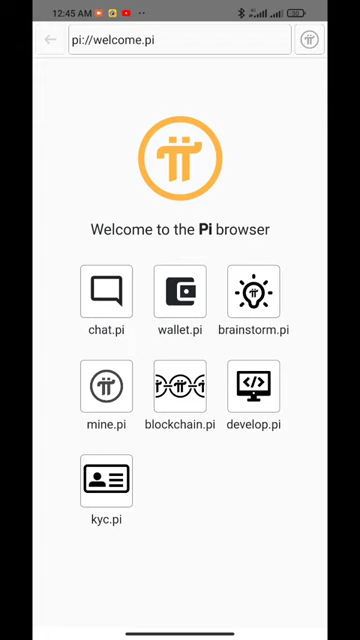 12:45 AM
pi://welcome.pi
Welcome to the Pi browser
chat.pi
wallet.pi
brainstorm.pi
mine.pi
blockchain.pi
develop.pi
kyc.pi